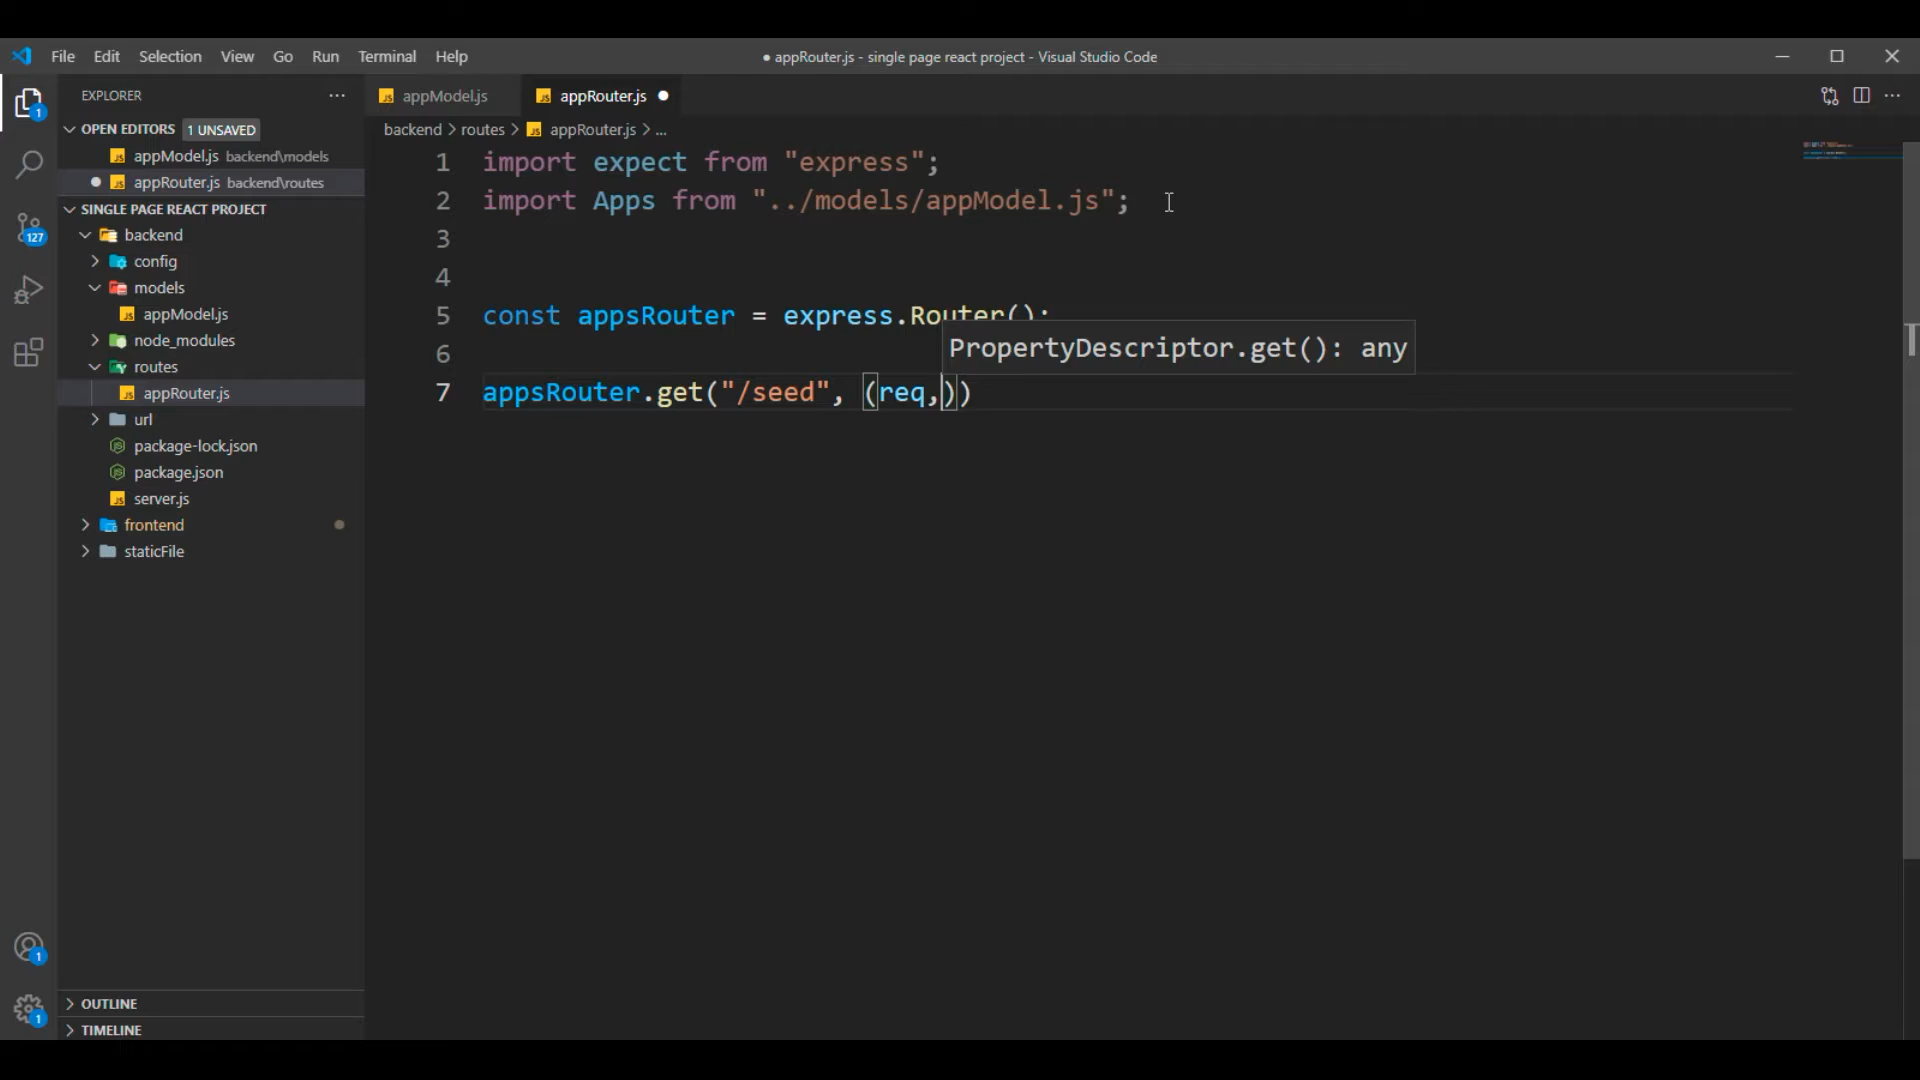 File Edit Selection View Go Run Terminal Help
● appRouter.js - single page react project - Visual Studio Code
EXPLORER
appModel.js
appRouter.js
OPEN EDITORS 1 UNSAVED
backend > routes > appRouter.js > ...
appModel.js backend\models
appRouter.js backend\routes
SINGLE PAGE REACT PROJECT
backend
config
models
appModel.js
node_modules
routes
appRouter.js
url
package-lock.json
package.json
server.js
frontend
staticFile
OUTLINE
TIMELINE
1
127
1
1
1 import expect from "express";
2 import Apps from "../models/appModel.js";
3
4
5 const appsRouter = express.Router();
PropertyDescriptor.get(): any
6
7 appsRouter.get("/seed", (req,))